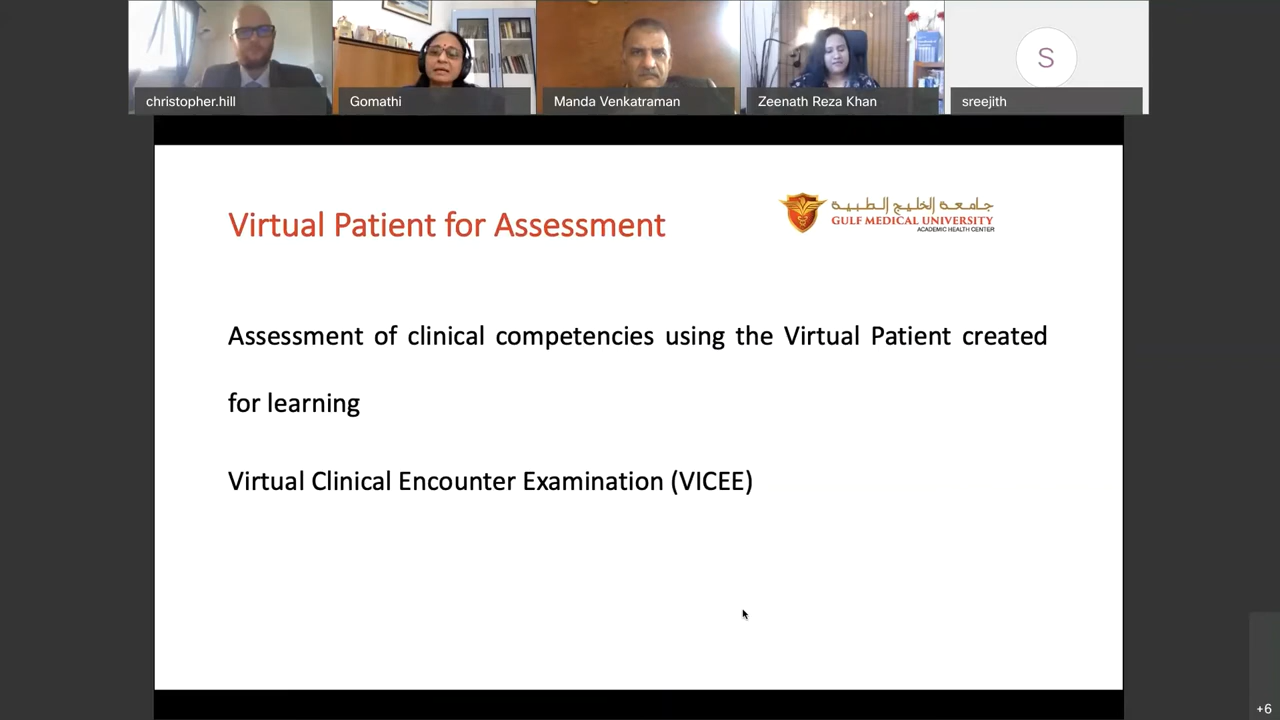 christopher.hill
Gomathi
Manda Venkatraman
Zeenath Reza Khan
S
sreejith
Virtual Patient for Assessment
جامعة الخليج الطبية
GULF MEDICAL UNIVERSITY
ACADEMIC HEALTH CENTER
Assessment of clinical competencies using the Virtual Patient created
for learning
Virtual Clinical Encounter Examination (VICEE)
+6